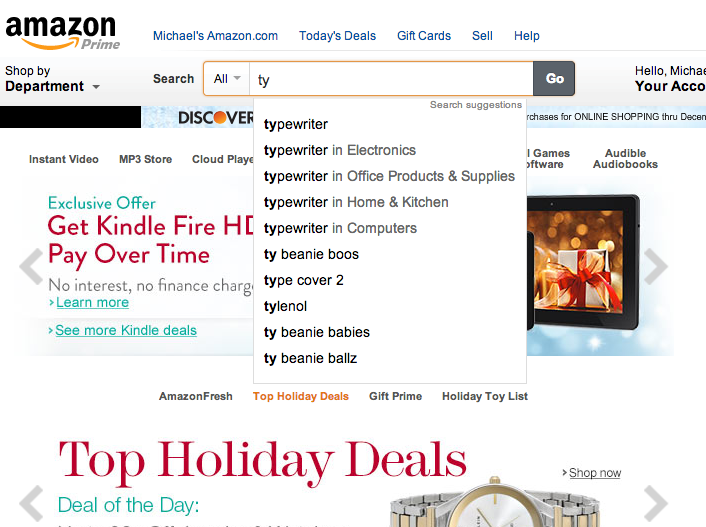 amazon
Prime
Michael's Amazon.com Today's Deals Gift Cards Sell Help
Shop by
Department
Search All ty Go
Hello, Michae
Your Acco
DISCOVER
rchases for ONLINE SHOPPING thru Decem
Search suggestions
typewriter
typewriter in Electronics
typewriter in Office Products & Supplies
typewriter in Home & Kitchen
typewriter in Computers
ty beanie boos
type cover 2
tylenol
ty beanie babies
ty beanie ballz
Instant Video MP3 Store Cloud Playe
l Games
oftware
Audible
Audiobooks
Exclusive Offer
Get Kindle Fire HD
Pay Over Time
No interest, no finance charg
> Learn more
> See more Kindle deals
AmazonFresh Top Holiday Deals Gift Prime Holiday Toy List
Top Holiday Deals
> Shop now
Deal of the Day: